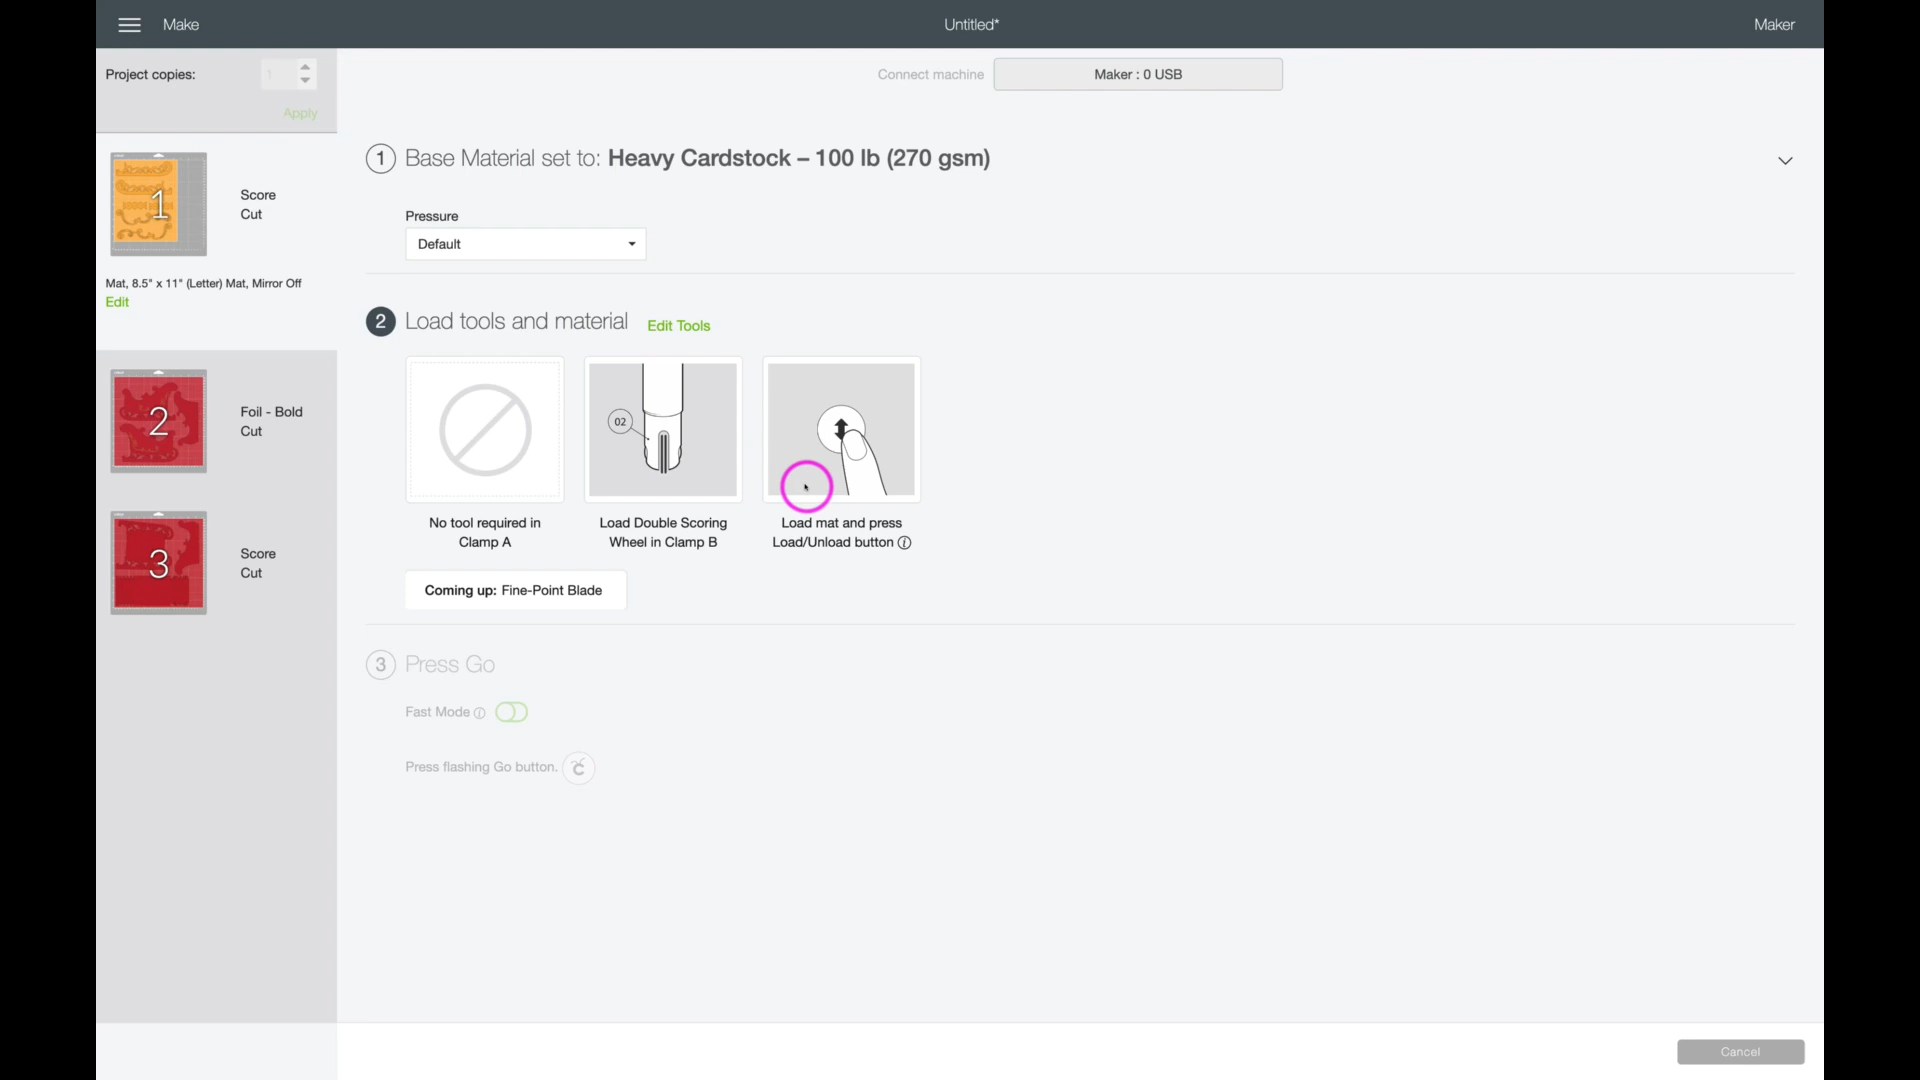 Make
Untitled*
Maker
Project copies:
1
Apply
Connect machine
Maker : 0 USB
1
Score
Cut
Mat, 8.5" x 11" (Letter) Mat, Mirror Off
Edit
2
Foil - Bold
Cut
3
Score
Cut
1 Base Material set to: Heavy Cardstock – 100 lb (270 gsm)
Pressure
Default
2 Load tools and material
Edit Tools
02
No tool required in
Clamp A
Load Double Scoring
Wheel in Clamp B
Load mat and press
Load/Unload button i
Coming up: Fine-Point Blade
3 Press Go
Fast Mode i
Press flashing Go button. C
Cancel